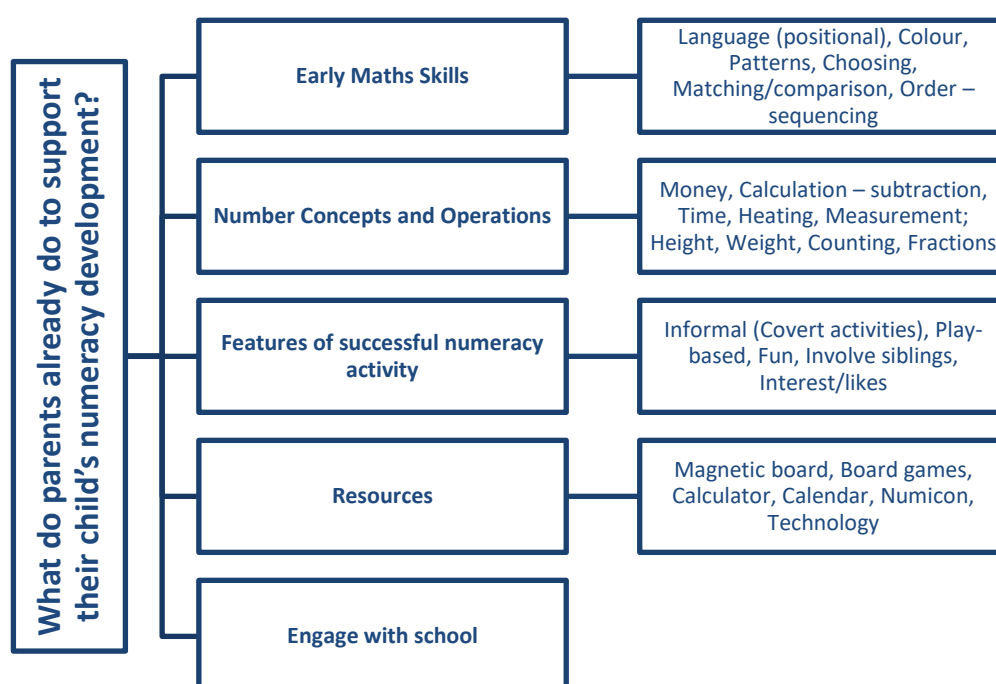 What do parents already do to support
their child's numeracy development?
Early Maths Skills
Language (positional), Colour,
Patterns, Choosing,
Matching/comparison, Order –
sequencing
Number Concepts and Operations
Money, Calculation – subtraction,
Time, Heating, Measurement;
Height, Weight, Counting, Fractions
Features of successful numeracy
activity
Informal (Covert activities), Play-
based, Fun, Involve siblings,
Interest/likes
Resources
Magnetic board, Board games,
Calculator, Calendar, Numicon,
Technology
Engage with school